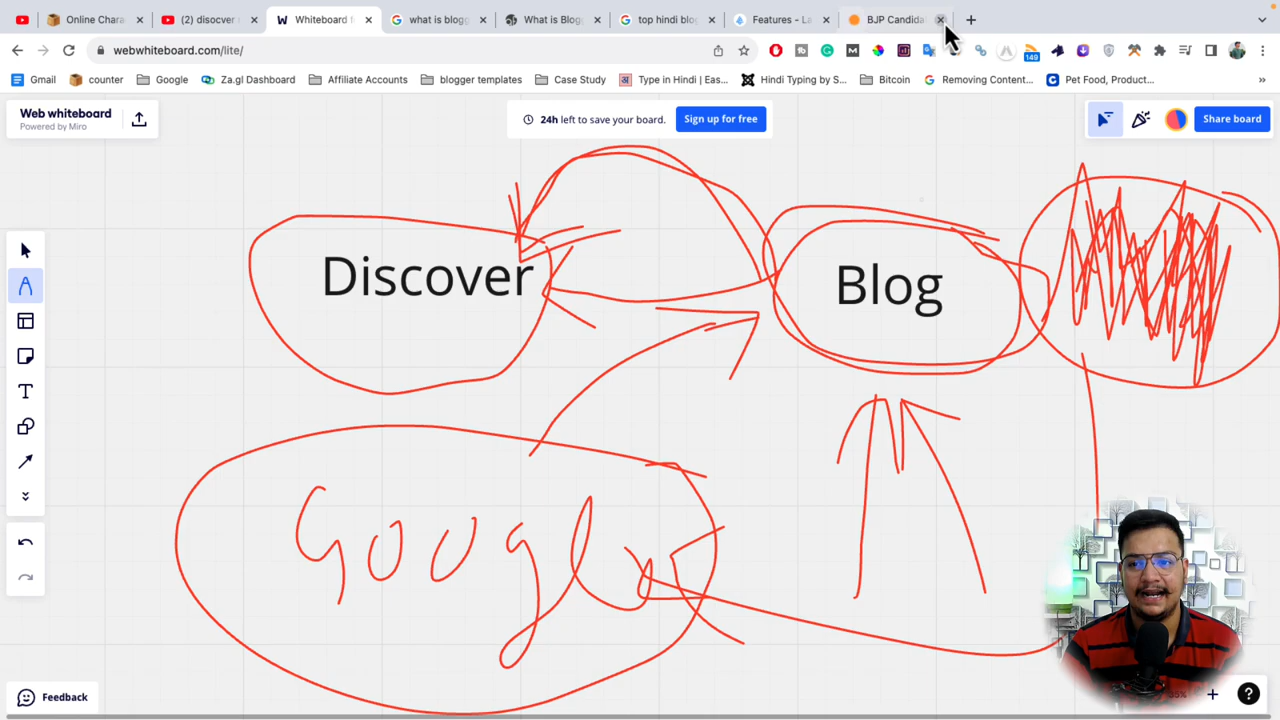 Online Chara
(2) disocver
Whiteboard f
what is blogg
What is Blog
top hindi blo
Features - La
BJP Candida
webwhiteboard.com/lite/
149
Gmail
counter
Google
Za.gl Dashboard
Affiliate Accounts
blogger templates
Case Study
Type in Hindi | Eas...
Hindi Typing by S...
Bitcoin
Removing Content...
Pet Food, Product...
Web whiteboard
Powered by Miro
24h left to save your board.
Sign up for free
Share board
Discover
Blog
Google
Feedback